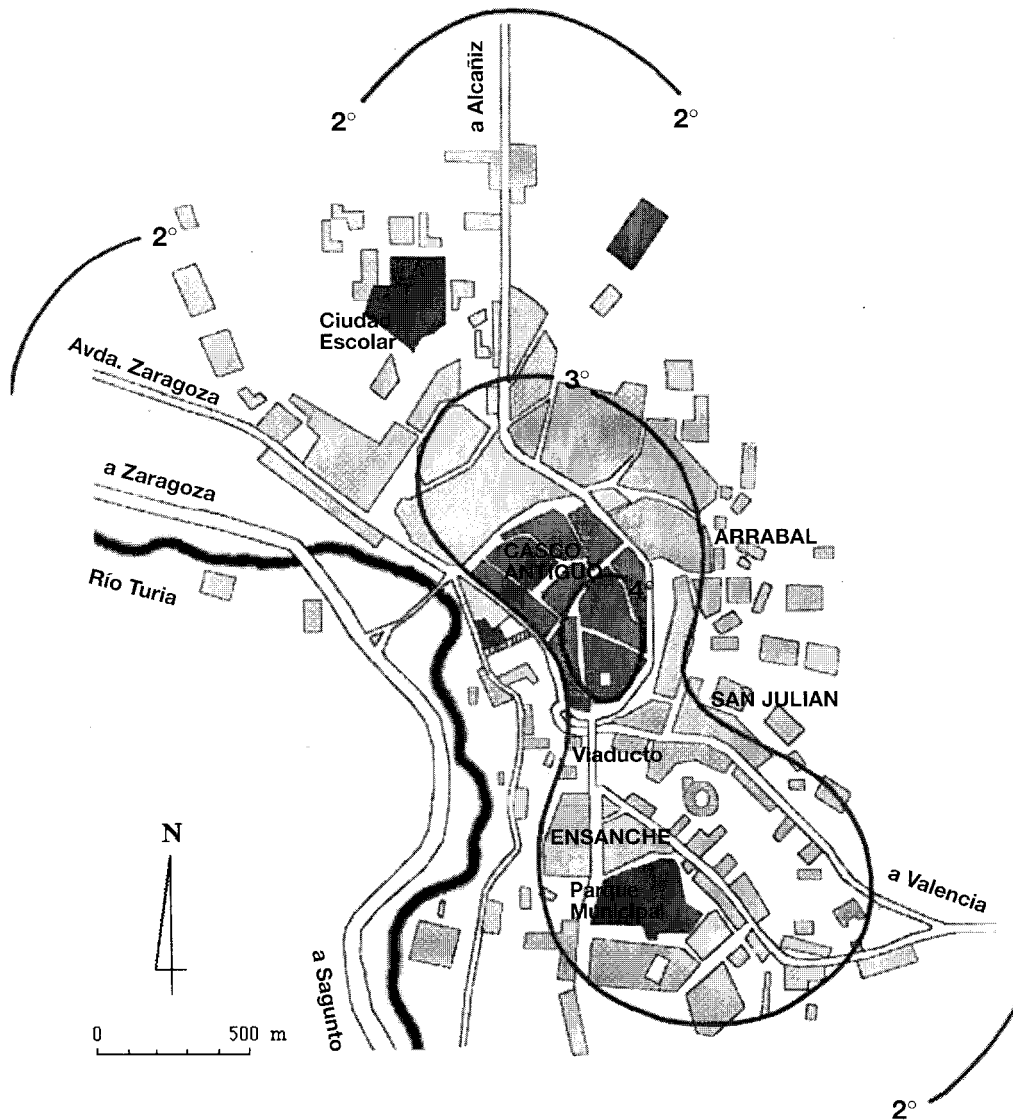 a Alcañiz
2°
2°
2°
Ciudad
Escolar
Avda. Zaragoza
3°
a Zaragoza
ARRABAL
CASCO
ANTIGÜO
4°
Río Turia
SAN JULIAN
Viaducto
N
ENSANCHE
a Valencia
Parque
Municipal
a Sagunto
0 500 m
2°